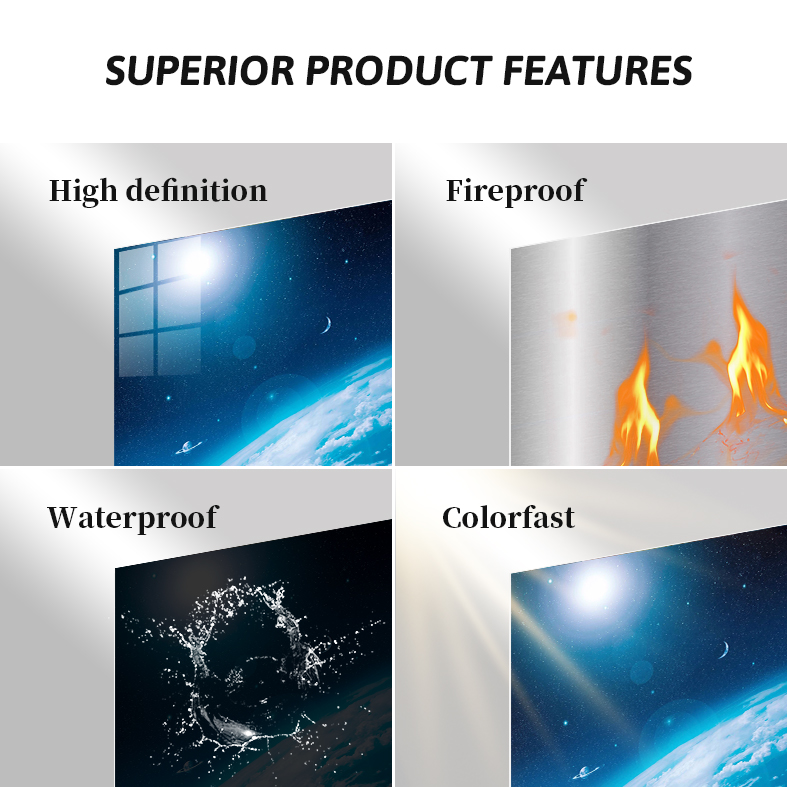 SUPERIOR PRODUCT FEATURES
High definition
Fireproof
Waterproof
Colorfast